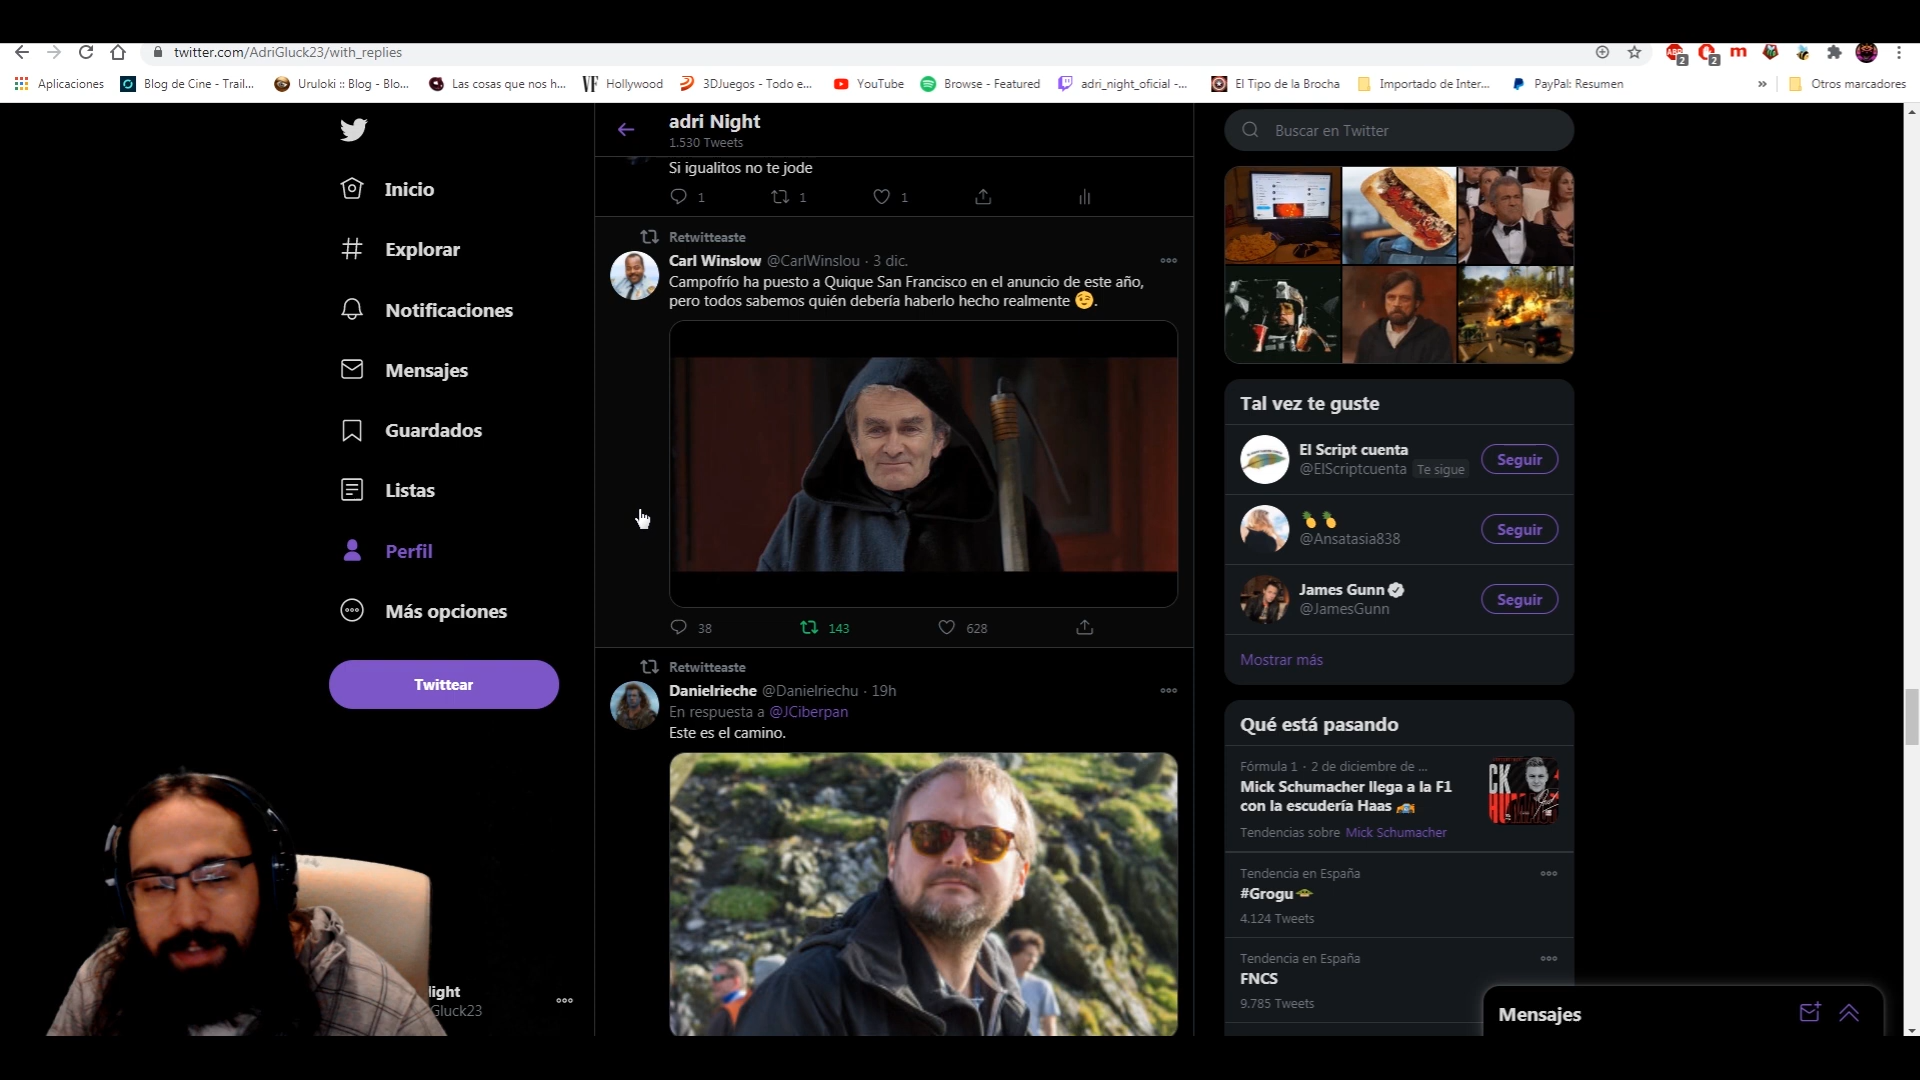 twitter.com/AdriGluck23/with_replies
Aplicaciones
Blog de Cine - Trail...
Uruloki :: Blog - Blo...
Las cosas que nos h...
Hollywood
3DJuegos - Todo e...
YouTube
Browse - Featured
adri_night_oficial -...
El Tipo de la Brocha
Importado de Inter...
PayPal: Resumen
»
Otros marcadores
Inicio
Explorar
Notificaciones
Mensajes
Guardados
Listas
Perfil
Más opciones
Twittear
light
Gluck23
adri Night
1.530 Tweets
Si igualitos no te jode
1 1 1
Retwitteaste
Carl Winslow @CarlWinslou · 3 dic.
Campofrío ha puesto a Quique San Francisco en el anuncio de este año,
pero todos sabemos quién debería haberlo hecho realmente 😉.
38 143 628
Retwitteaste
Danielrieche @Danielriechu · 19h
En respuesta a @JCiberpan
Este es el camino.
Buscar en Twitter
Tal vez te guste
El Script cuenta
@ElScriptcuenta Te sigue
Seguir
🍍🍍
@Ansatasia838
Seguir
James Gunn
@JamesGunn
Seguir
Mostrar más
Qué está pasando
Fórmula 1 · 2 de diciembre de ...
Mick Schumacher llega a la F1
con la escudería Haas 🏎
Tendencias sobre Mick Schumacher
Tendencia en España
#Grogu
4.124 Tweets
Tendencia en España
FNCS
9.785 Tweets
Mensajes